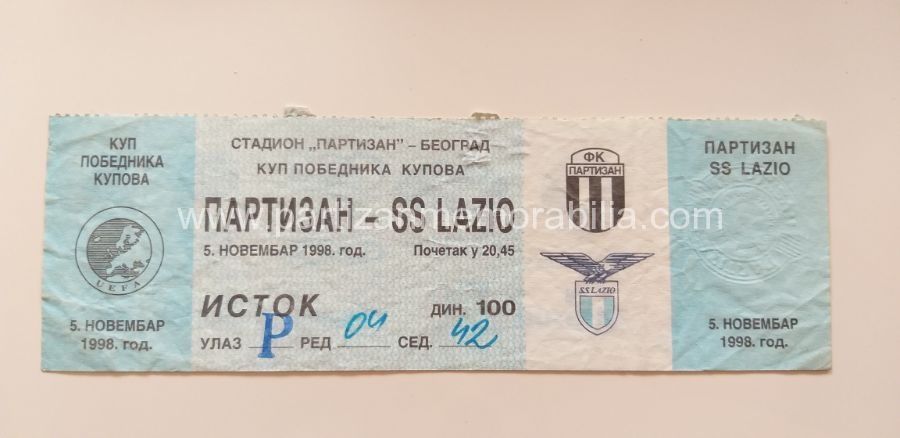 КУП
ПОБЕДНИКА
КУПОВА
UEFA
5. НОВЕМБАР
1998. год.
СТАДИОН „ПАРТИЗАН" – БЕОГРАД
КУП ПОБЕДНИКА КУПОВА
ПАРТИЗАН – SS LAZIO
5. НОВЕМБАР 1998. год. Почетак у 20,45
ИСТОК ДИН. 100
УЛАЗ P РЕД 04 СЕД. 42
ФК
ПАРТИЗАН
SS LAZIO
ПАРТИЗАН
SS LAZIO
5. НОВЕМБАР
1998. год.
www.partizanmemorabilia.com